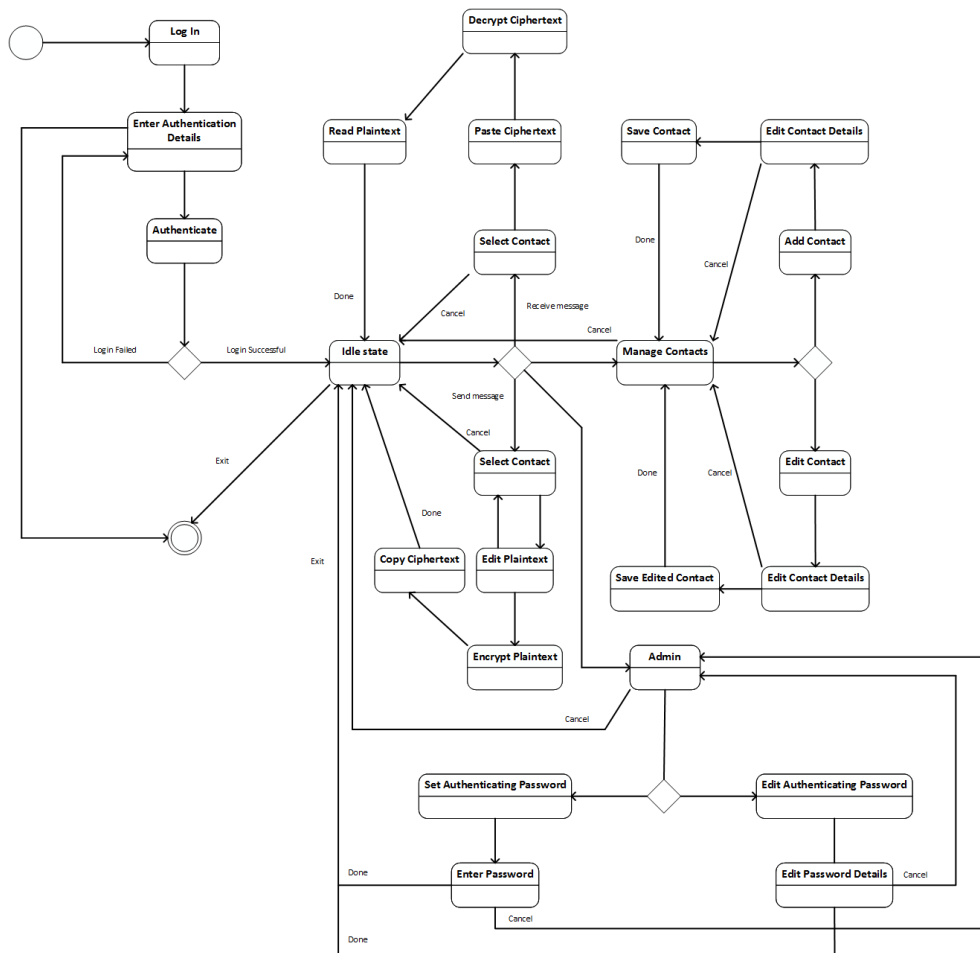 Decrypt Ciphertext
Log In
Enter Authentication
Details
Read Plaintext
Paste Ciphertext
Save Contact
Edit Contact Details
Authenticate
Select Contact
Done
Add Contact
Cancel
Done
Receive message
Cancel
Cancel
Login Failed
Login Successful
Idle state
Manage Contacts
Send message
Cancel
Exit
Select Contact
Done
Cancel
Edit Contact
Done
Exit
Copy Ciphertext
Edit Plaintext
Save Edited Contact
Edit Contact Details
Encrypt Plaintext
Admin
Cancel
Set Authenticating Password
Edit Authenticating Password
Done
Enter Password
Edit Password Details
Cancel
Cancel
Done